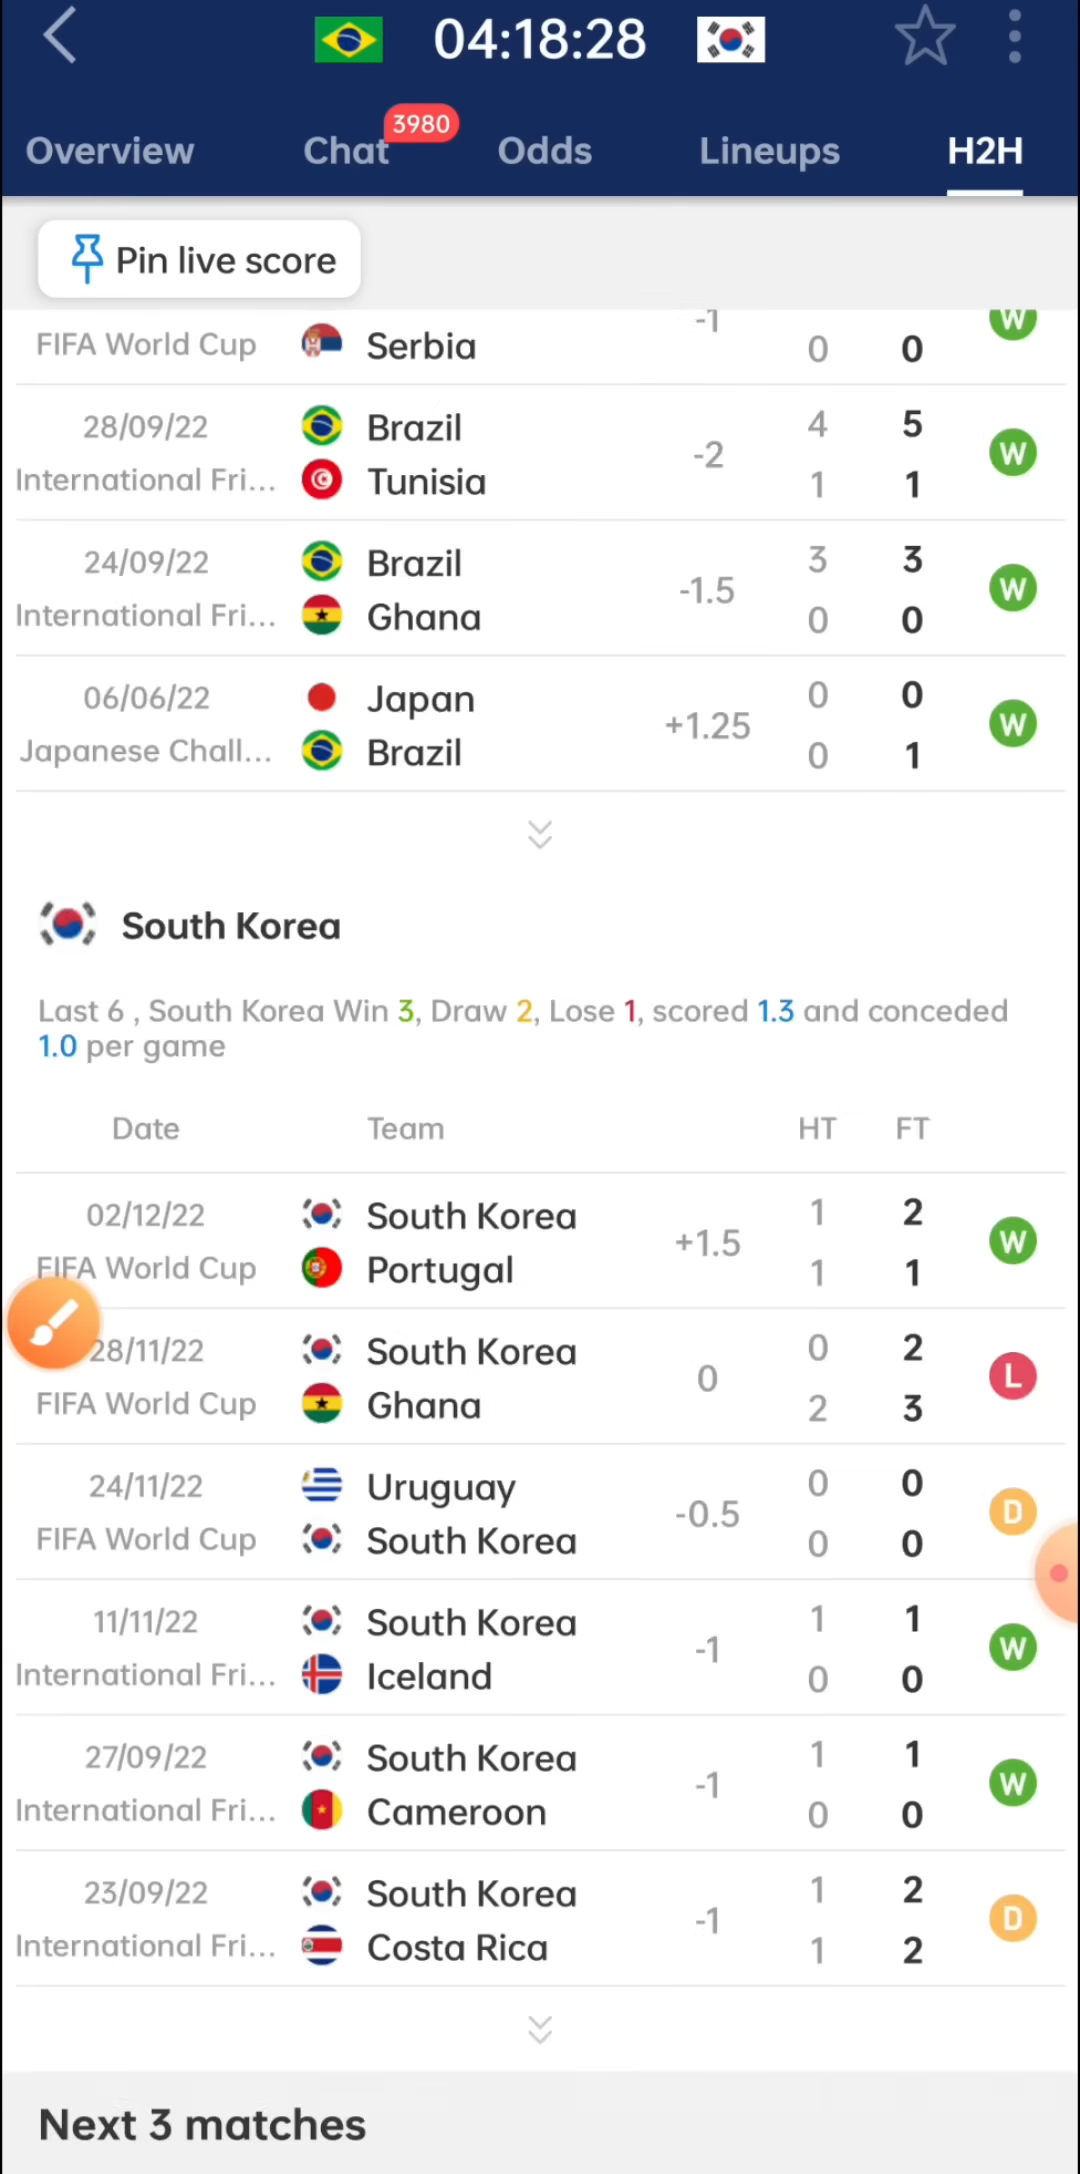 04:18:28
Overview Chat 3980 Odds Lineups H2H
Pin live score
-1 W
FIFA World Cup Serbia 0 0
28/09/22 Brazil 4 5
-2 W
International Fri... Tunisia 1 1
24/09/22 Brazil 3 3
-1.5 W
International Fri... Ghana 0 0
06/06/22 Japan 0 0
+1.25 W
Japanese Chall... Brazil 0 1
South Korea
Last 6 , South Korea Win 3, Draw 2, Lose 1, scored 1.3 and conceded
1.0 per game
Date Team HT FT
02/12/22 South Korea 1 2
+1.5 W
FIFA World Cup Portugal 1 1
28/11/22 South Korea 0 2
0 L
FIFA World Cup Ghana 2 3
24/11/22 Uruguay 0 0
-0.5 D
FIFA World Cup South Korea 0 0
11/11/22 South Korea 1 1
-1 W
International Fri... Iceland 0 0
27/09/22 South Korea 1 1
-1 W
International Fri... Cameroon 0 0
23/09/22 South Korea 1 2
-1 D
International Fri... Costa Rica 1 2
Next 3 matches